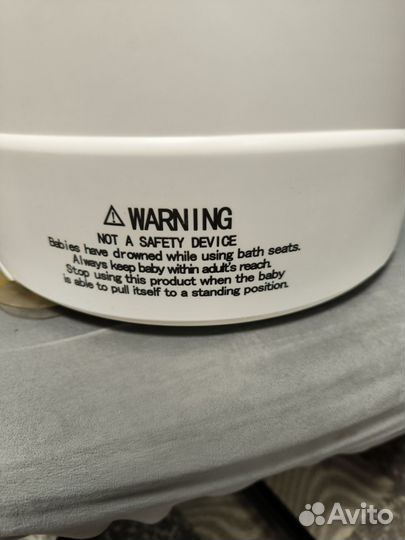 ⚠ WARNING
NOT A SAFETY DEVICE
Babies have drowned while using bath seats.
Always keep baby within adult's reach.
Stop using this product when the baby
is able to pull itself to a standing position.
Avito